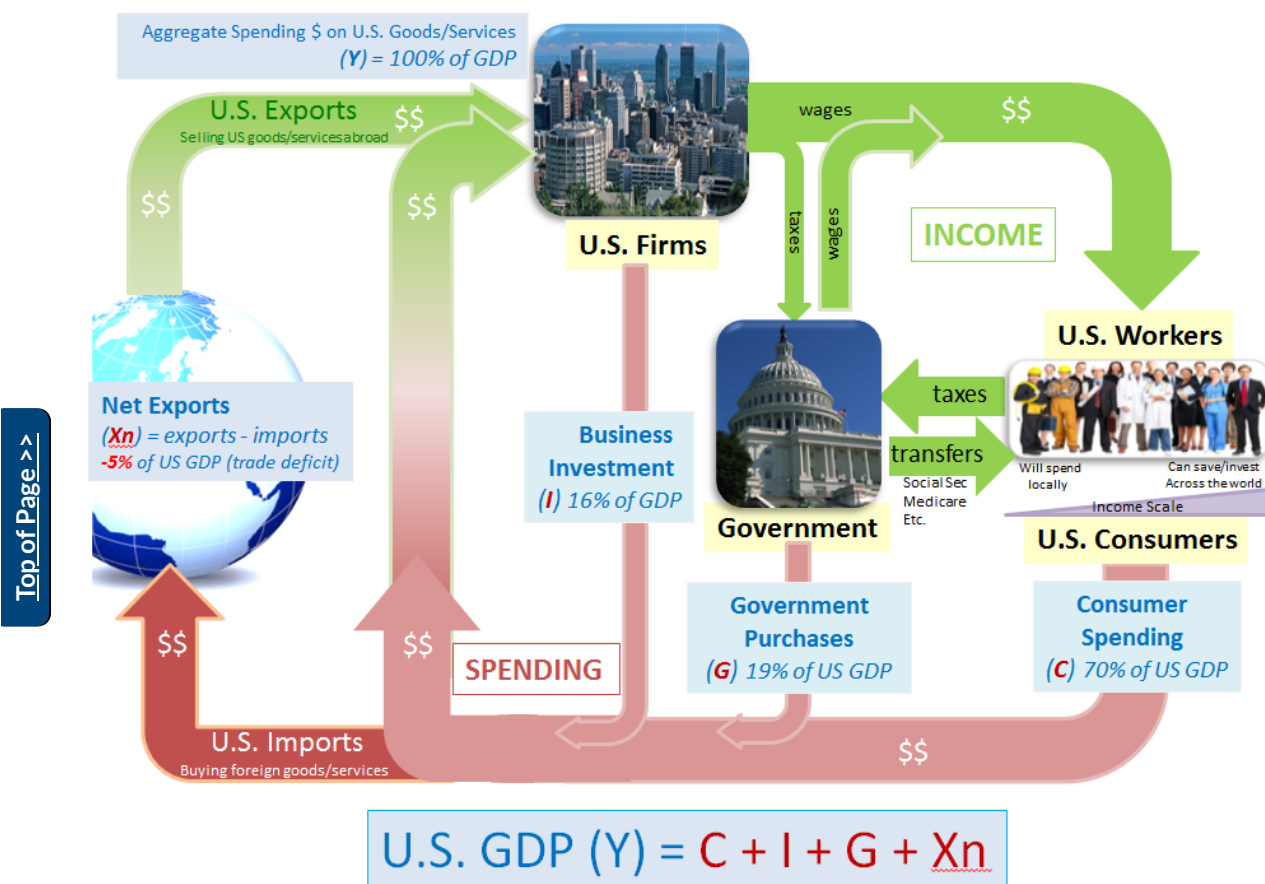 Aggregate Spending $ on U.S. Goods/Services
(Y) = 100% of GDP
U.S. Exports
Selling US goods/servicesabroad
$$
$$
$$
wages
$$
taxes
wages
INCOME
U.S. Firms
U.S. Workers
Net Exports
(Xn) = exports - imports
-5% of US GDP (trade deficit)
Top of Page >>
Business
Investment
(I) 16% of GDP
taxes
transfers
Social Sec
Medicare
Etc.
Will spend
locally
Can save/invest
Across the world
Income Scale
Government
U.S. Consumers
Government
Purchases
(G) 19% of US GDP
Consumer
Spending
(C) 70% of US GDP
$$
$$
SPENDING
U.S. Imports
Buying foreign goods/services
$$
U.S. GDP (Y) = C + I + G + Xn